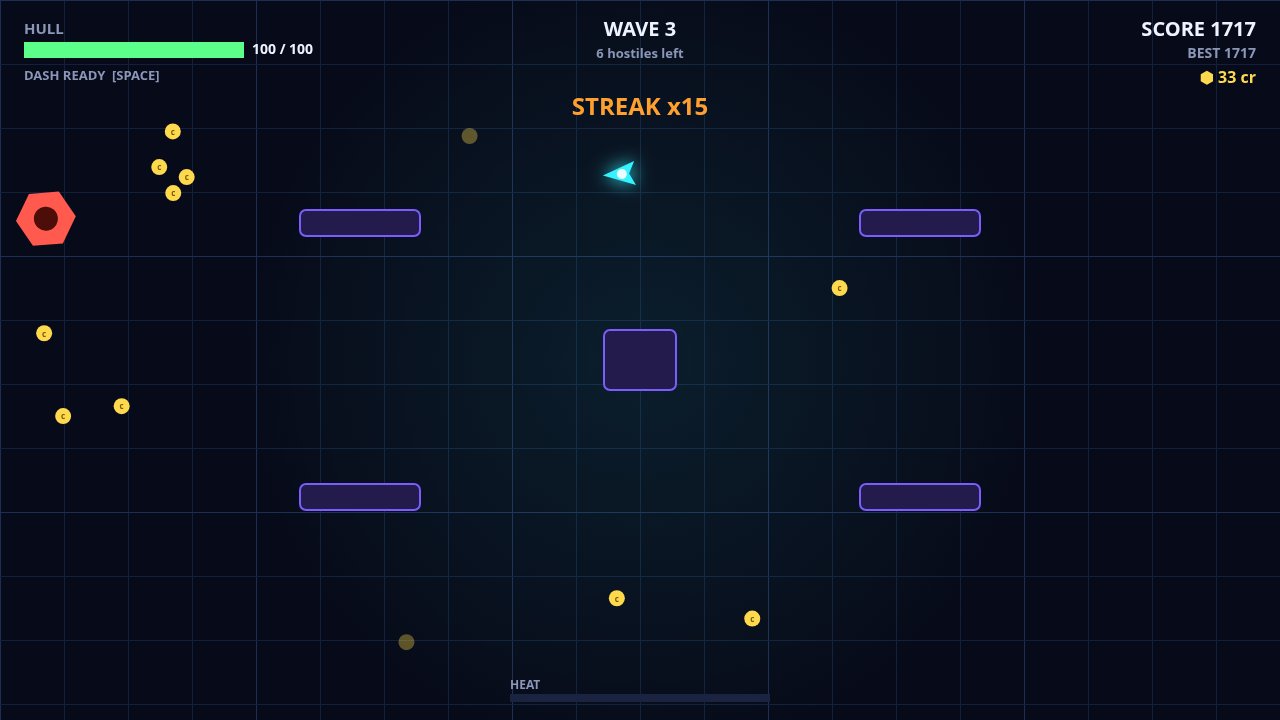 HULL
100 / 100
DASH READY [SPACE]
WAVE 3
6 hostiles left
SCORE 1717
BEST 1717
33 cr
STREAK x15
c
c
c
c
c
c
c
c
c
c
HEAT